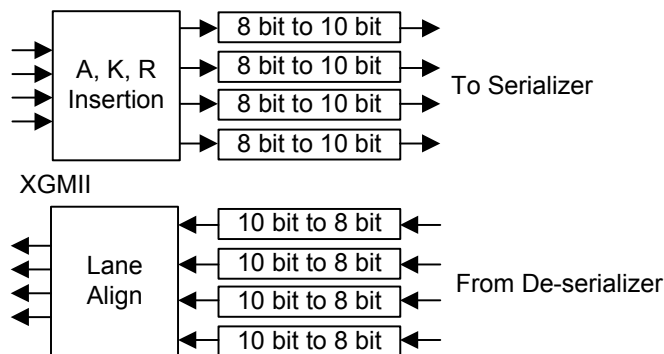 8 bit to 10 bit
8 bit to 10 bit
A, K, R
Insertion
To Serializer
8 bit to 10 bit
8 bit to 10 bit
XGMII
10 bit to 8 bit
10 bit to 8 bit
Lane
Align
From De-serializer
10 bit to 8 bit
10 bit to 8 bit